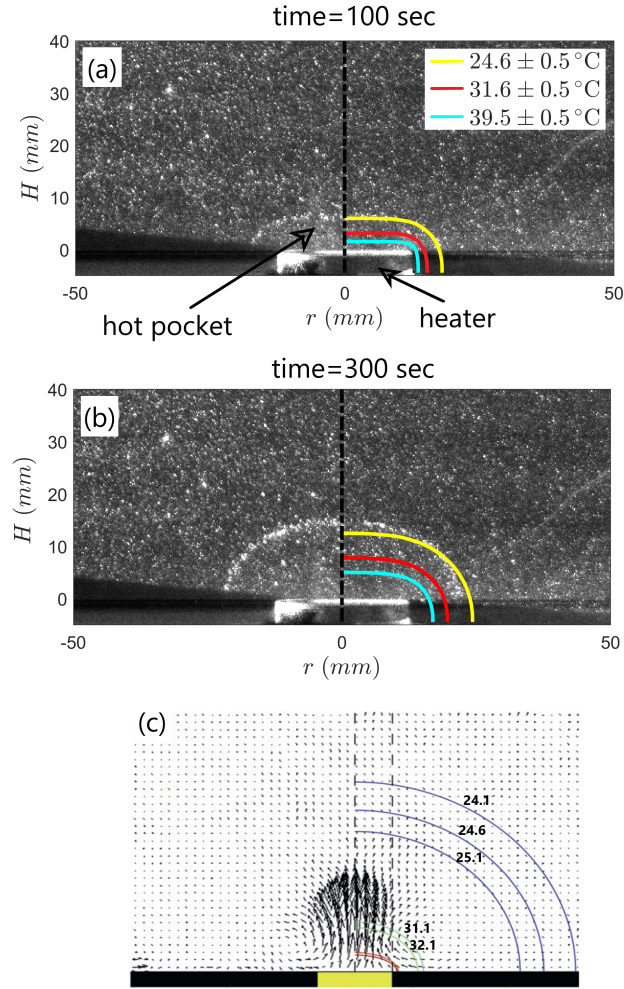 time=100 sec
(a)
24.6 ± 0.5 °C
31.6 ± 0.5 °C
39.5 ± 0.5 °C
40
30
20
10
0
H (mm)
-50
0
50
r (mm)
hot pocket
heater
time=300 sec
(b)
40
30
20
10
0
H (mm)
-50
0
50
r (mm)
(c)
24.1
24.6
25.1
31.1
32.1